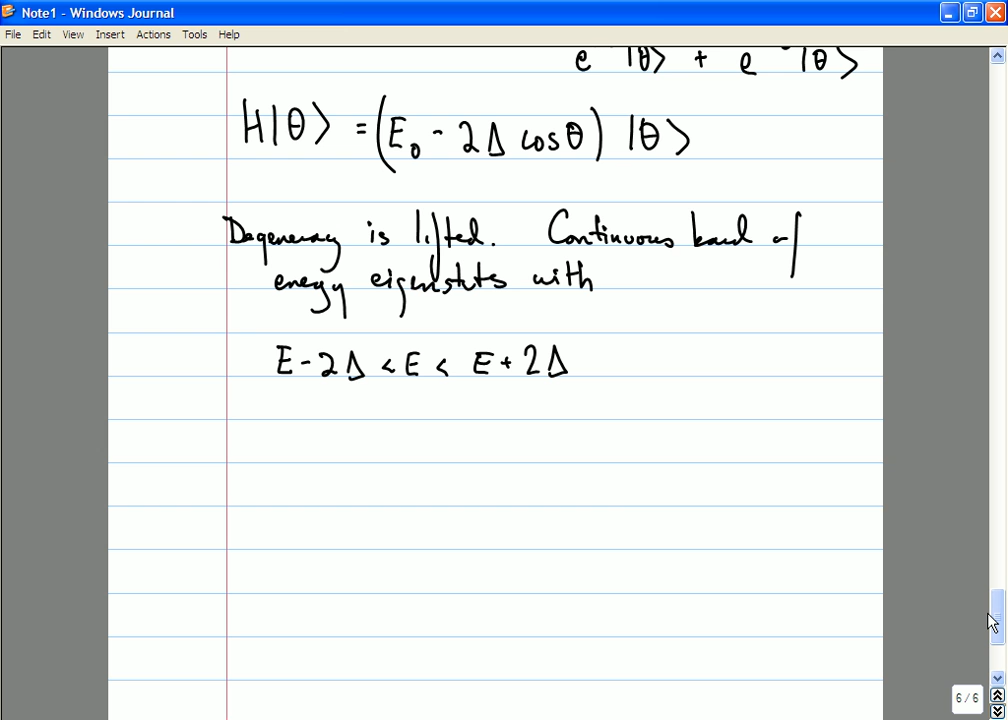 Note1 - Windows Journal
File Edit View Insert Actions Tools Help
e |θ> + e |θ>
H|θ> = (E₀ - 2Δ cosθ) |θ>
Degeneracy is lifted. Continuous band of
energy eigenstates with
E - 2Δ < E < E + 2Δ
6/6